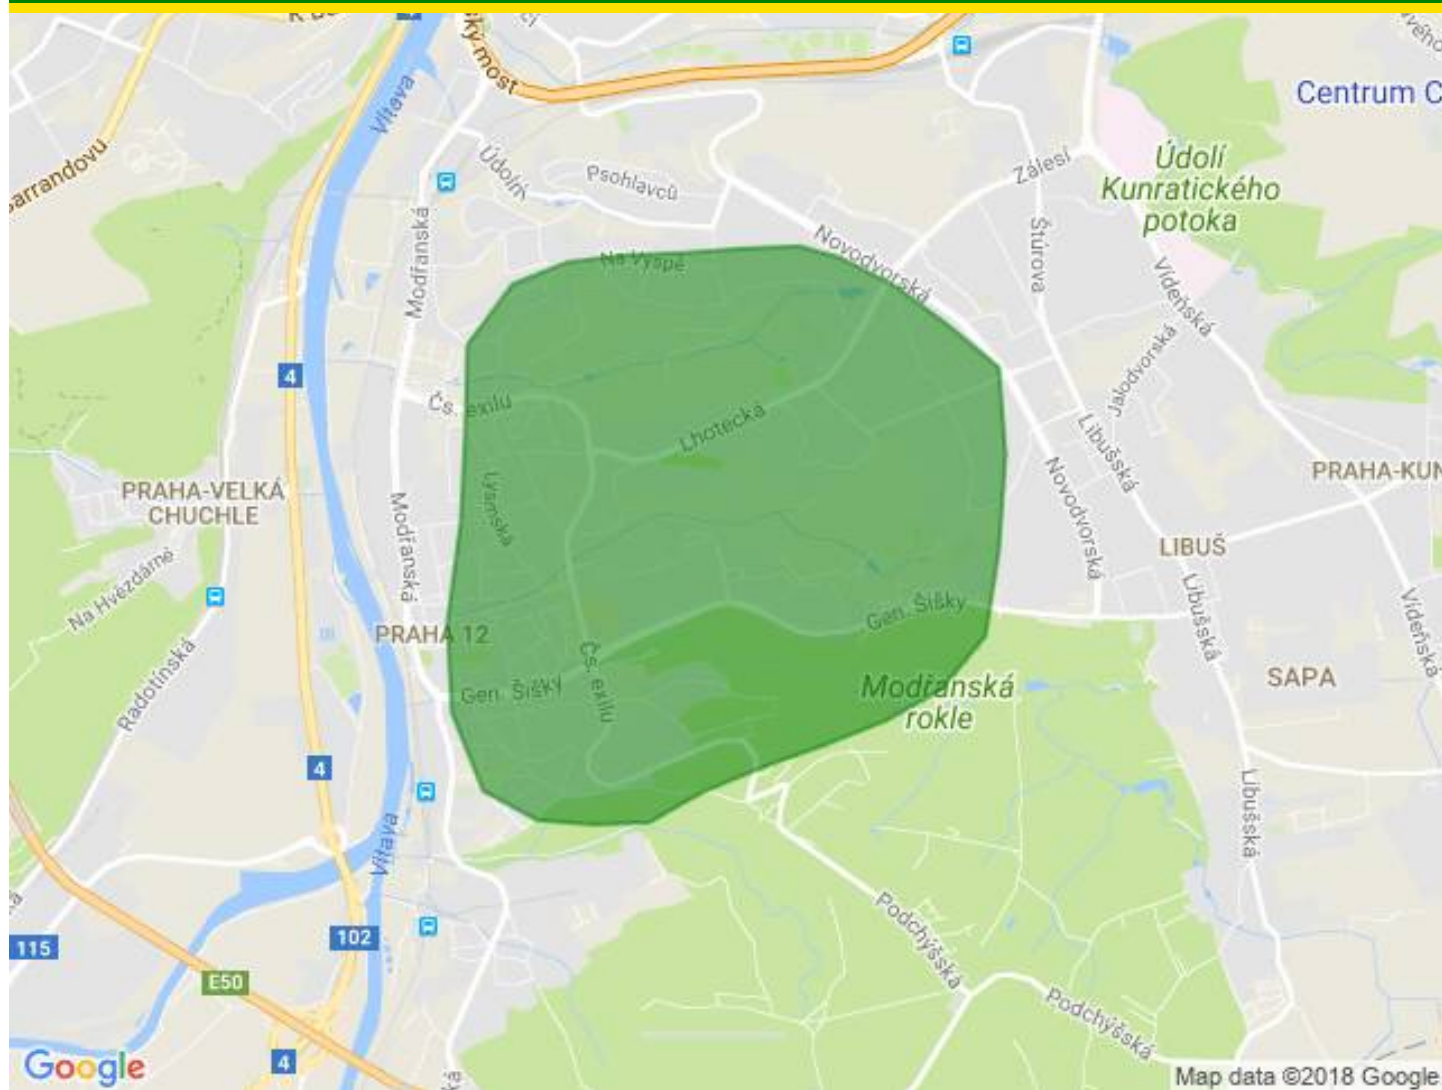 ský most
Vltava
Barrandovu
Centrum C
Údolní
Psohlavců
Zálesí
Údolí
Kunratického
potoka
Modřanská
Na Vyspě
Novodvorská
Štúrova
Vídeňská
4
Jalodvorská
Čs. exilu
Lhotecká
Libušská
PRAHA-VELKÁ
CHUCHLE
Lysinská
Modřanská
Novodvorská
PRAHA-KUN
LIBUŠ
Na Hvězdárně
Gen. Šišky
Libušská
Vídeňská
PRAHA 12
Radotínská
Čs. exilu
Gen. Šišky
Modřanská
rokle
SAPA
4
Libušská
Vltava
Podchýšská
115
102
E50
Podchýšská
Google
4
Map data ©2018 Google